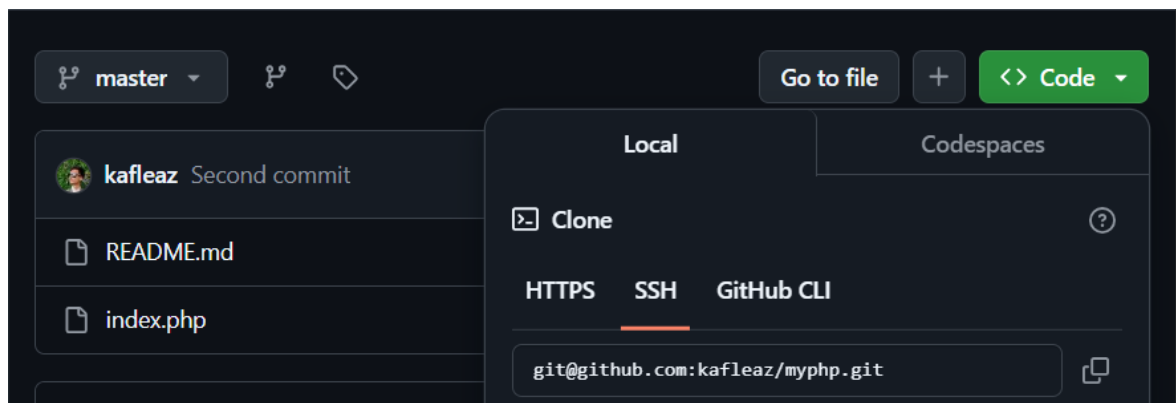 master Go to file Code
Local Codespaces
kafleaz Second commit
Clone
README.md
HTTPS SSH GitHub CLI
index.php
git@github.com:kafleaz/myphp.git